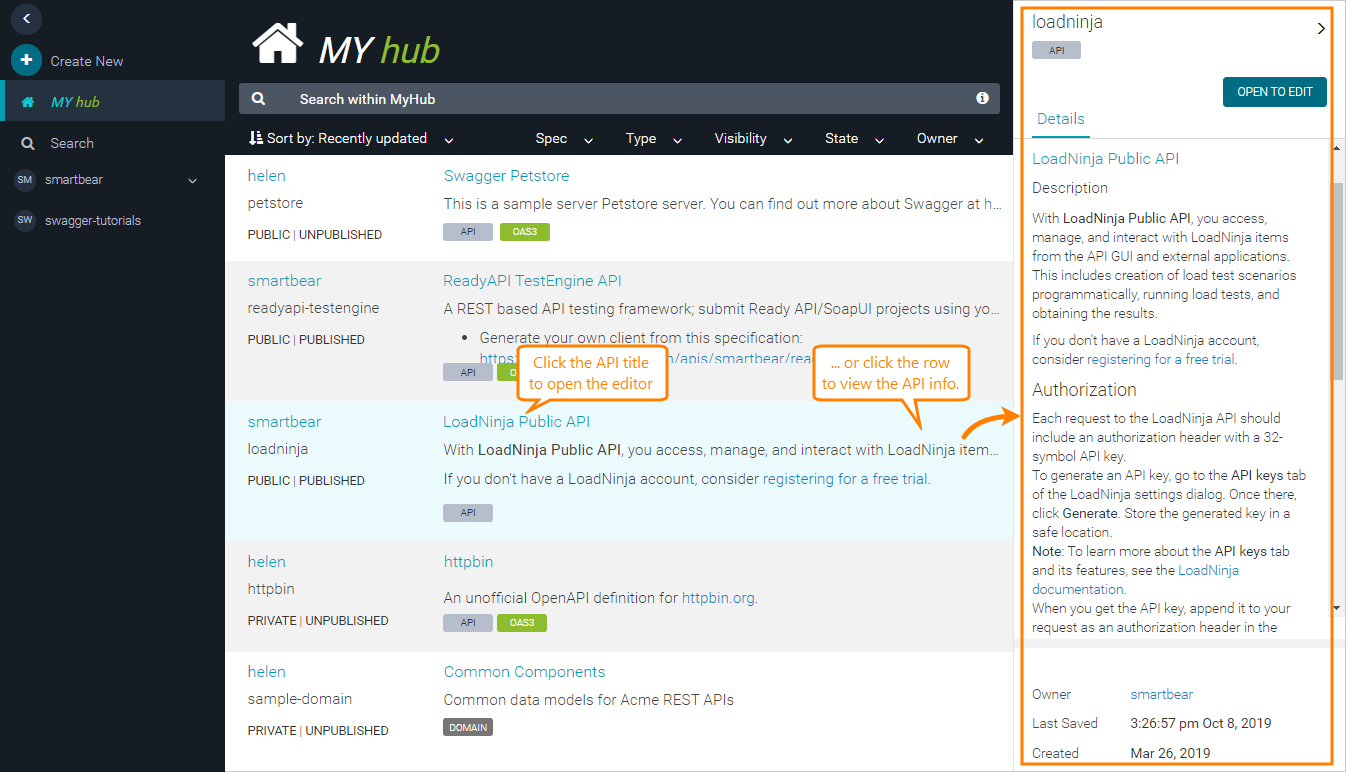 Create New
MY hub
Search
SM smartbear
SW swagger-tutorials
MY hub
Search within MyHub
Sort by: Recently updated Spec Type Visibility State Owner
helen Swagger Petstore
petstore This is a sample server Petstore server. You can find out more about Swagger at h...
PUBLIC | UNPUBLISHED API OAS3
smartbear ReadyAPI TestEngine API
readyapi-testengine A REST based API testing framework; submit Ready API/SoapUI projects using yo...
PUBLIC | PUBLISHED
• Generate your own client from this specification:
/apis/smartbear/rea
API
Click the API title
to open the editor
... or click the row
to view the API info.
smartbear LoadNinja Public API
loadninja With LoadNinja Public API, you access, manage, and interact with LoadNinja item...
PUBLIC | PUBLISHED If you don't have a LoadNinja account, consider registering for a free trial.
API
helen httpbin
httpbin An unofficial OpenAPI definition for httpbin.org.
PRIVATE | UNPUBLISHED API OAS3
helen Common Components
sample-domain Common data models for Acme REST APIs
PRIVATE | UNPUBLISHED DOMAIN
loadninja
API
OPEN TO EDIT
Details
LoadNinja Public API
Description
With LoadNinja Public API, you access,
manage, and interact with LoadNinja items
from the API GUI and external applications.
This includes creation of load test scenarios
programmatically, running load tests, and
obtaining the results.
If you don't have a LoadNinja account,
consider registering for a free trial.
Authorization
Each request to the LoadNinja API should
include an authorization header with a 32-
symbol API key.
To generate an API key, go to the API keys tab
of the LoadNinja settings dialog. Once there,
click Generate. Store the generated key in a
safe location.
Note: To learn more about the API keys tab
and its features, see the LoadNinja
documentation.
When you get the API key, append it to your
request as an authorization header in the
Owner smartbear
Last Saved 3:26:57 pm Oct 8, 2019
Created Mar 26, 2019